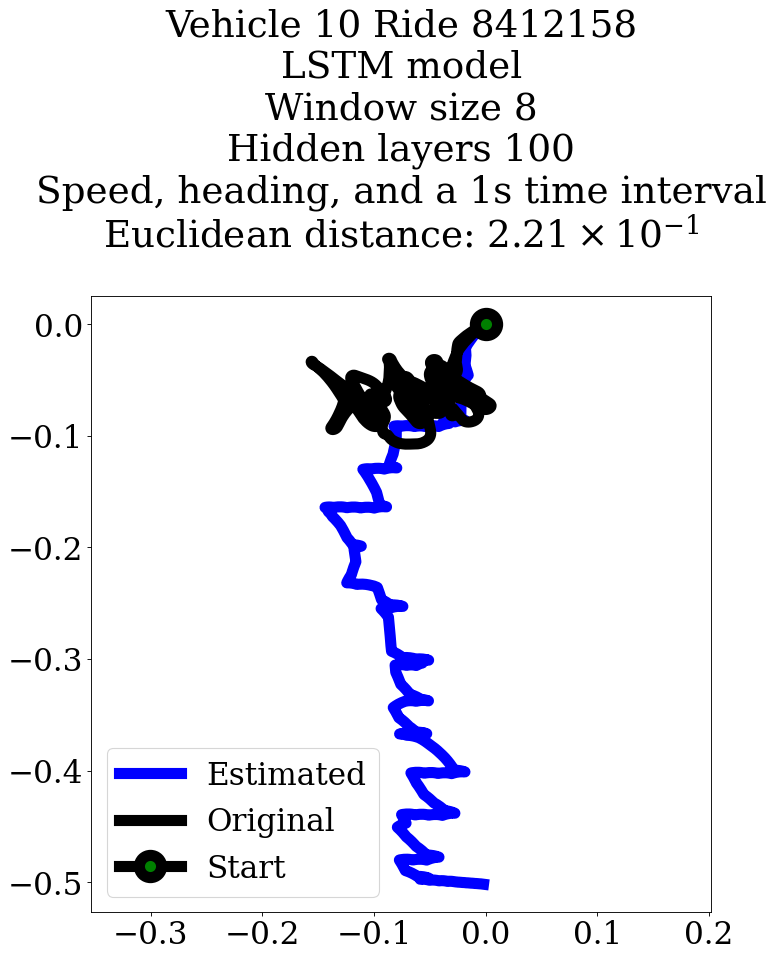 Vehicle 10 Ride 8412158
LSTM model
Window size 8
Hidden layers 100
Speed, heading, and a 1s time interval
Euclidean distance: 2.21 × 10⁻¹
0.0
−0.1
−0.2
−0.3
−0.4
−0.5
Estimated
Original
Start
−0.3 −0.2 −0.1 0.0 0.1 0.2